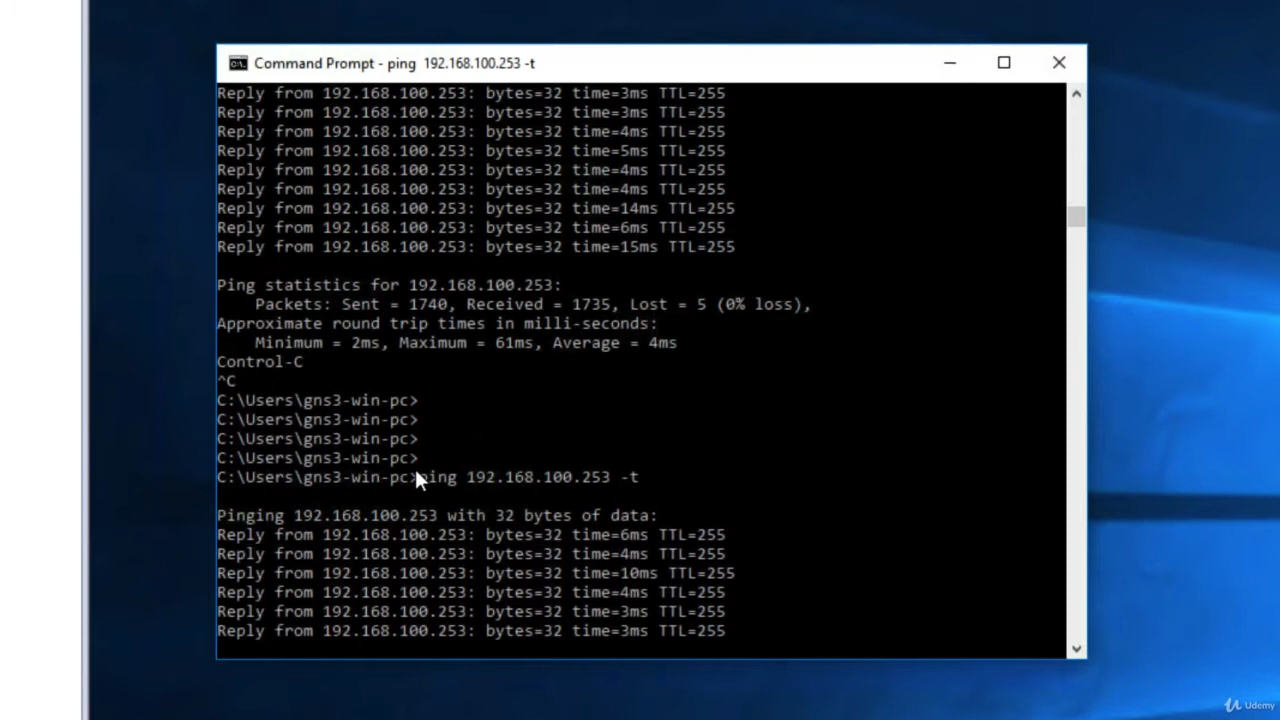 Command Prompt - ping 192.168.100.253 -t
Reply from 192.168.100.253: bytes=32 time=3ms TTL=255
Reply from 192.168.100.253: bytes=32 time=3ms TTL=255
Reply from 192.168.100.253: bytes=32 time=4ms TTL=255
Reply from 192.168.100.253: bytes=32 time=5ms TTL=255
Reply from 192.168.100.253: bytes=32 time=4ms TTL=255
Reply from 192.168.100.253: bytes=32 time=4ms TTL=255
Reply from 192.168.100.253: bytes=32 time=14ms TTL=255
Reply from 192.168.100.253: bytes=32 time=6ms TTL=255
Reply from 192.168.100.253: bytes=32 time=15ms TTL=255
Ping statistics for 192.168.100.253:
Packets: Sent = 1740, Received = 1735, Lost = 5 (0% loss),
Approximate round trip times in milli-seconds:
Minimum = 2ms, Maximum = 61ms, Average = 4ms
Control-C
^C
C:\Users\gns3-win-pc>
C:\Users\gns3-win-pc>
C:\Users\gns3-win-pc>
C:\Users\gns3-win-pc>
C:\Users\gns3-win-pc>ping 192.168.100.253 -t
Pinging 192.168.100.253 with 32 bytes of data:
Reply from 192.168.100.253: bytes=32 time=6ms TTL=255
Reply from 192.168.100.253: bytes=32 time=4ms TTL=255
Reply from 192.168.100.253: bytes=32 time=10ms TTL=255
Reply from 192.168.100.253: bytes=32 time=4ms TTL=255
Reply from 192.168.100.253: bytes=32 time=3ms TTL=255
Reply from 192.168.100.253: bytes=32 time=3ms TTL=255
Udemy